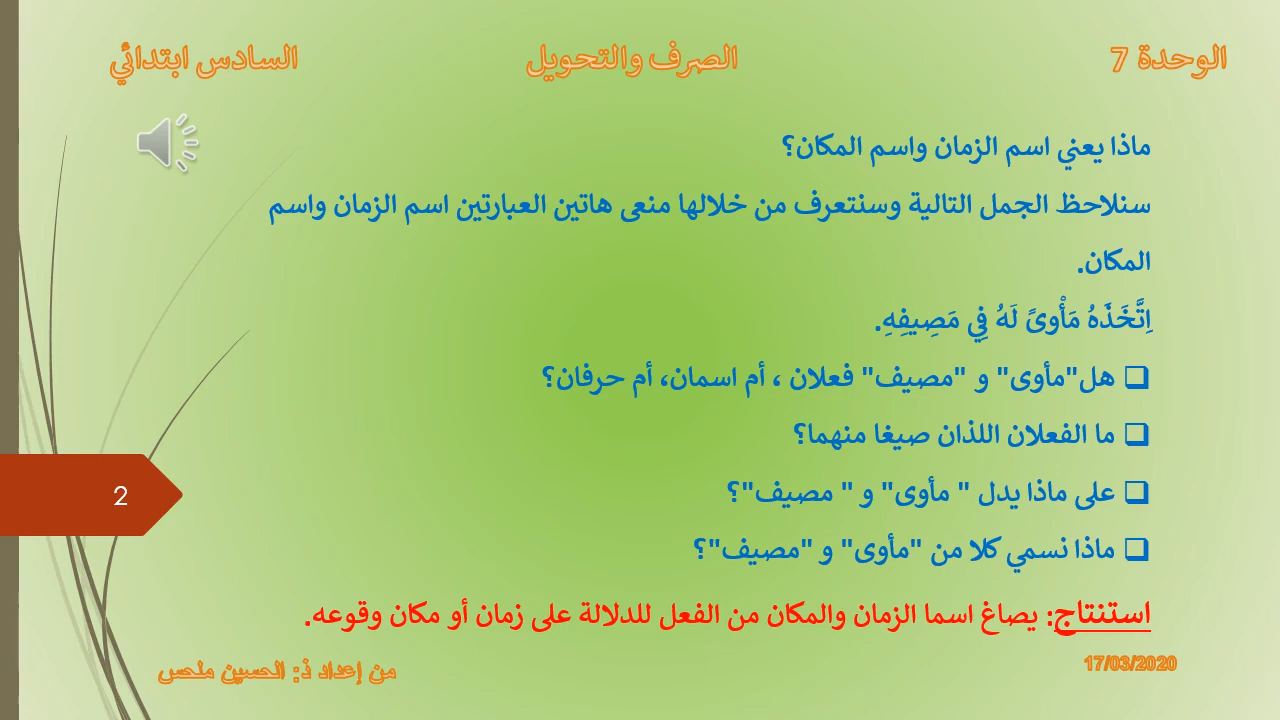 الوحدة 7
الصرف والتحويل
السادس ابتدائي
ماذا يعني اسم الزمان واسم المكان؟
سنلاحظ الجمل التالية وسنتعرف من خلالها منعى هاتين العبارتين اسم الزمان واسم
المكان.
اِتَّخَذَهُ مَأْوىً لَهُ فِي مَصِيفِهِ.
هل"مأوى" و "مصيف" فعلان ، أم اسمان، أم حرفان؟
ما الفعلان اللذان صيغا منهما؟
على ماذا يدل " مأوى" و " مصيف"؟
ماذا نسمي كلا من "مأوى" و "مصيف"؟
استنتاج: يصاغ اسما الزمان والمكان من الفعل للدلالة على زمان أو مكان وقوعه.
2
17/03/2020
من إعداد ذ: الحسين ملحس